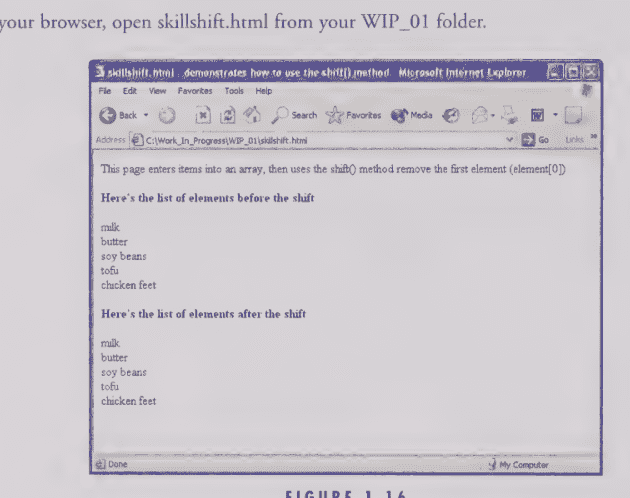 your browser, open skillshift.html from your WIP_01 folder.
skillshift.html...demonstrates how to use the shift() method Microsoft Internet Explorer
File Edit View Favorites Tools Help
Back Search Favorites Media
Address C:\Work_In_Progress\WIP_01\skilshift.html Go Links »
This page enters items into an array, then uses the shift() method remove the first element (element[0])
Here's the list of elements before the shift
milk
butter
soy beans
tofu
chicken feet
Here's the list of elements after the shift
milk
butter
soy beans
tofu
chicken feet
Done My Computer
FIGURE 1.16